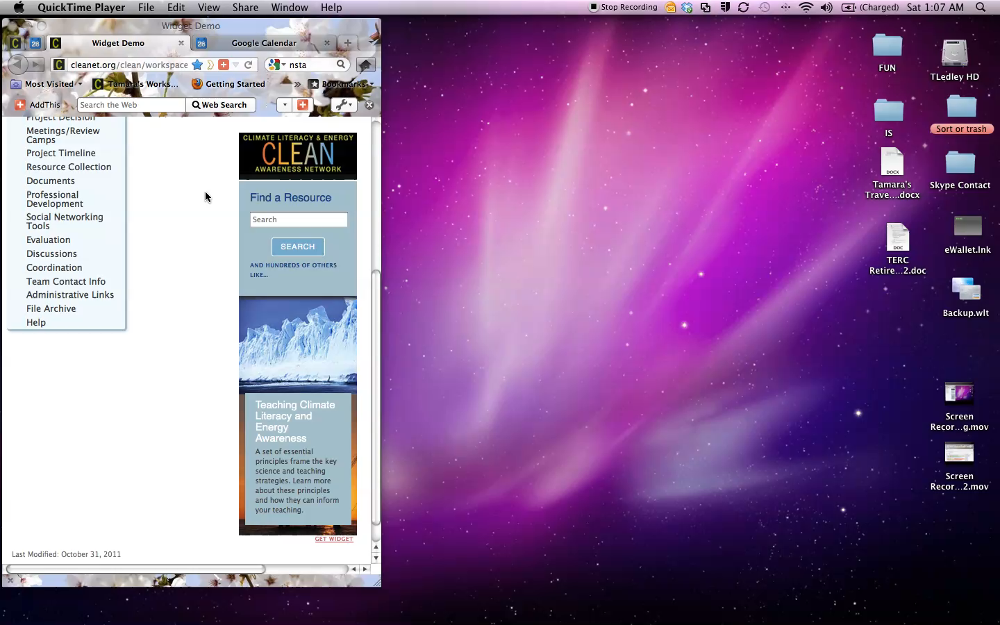 QuickTime Player File Edit View Share Window Help Stop Recording (Charged) Sat 1:07 AM
Widget Demo
28 Widget Demo 28 Google Calendar
cleanet.org/clean/workspace nsta
Most Visited Tamara's Works... Getting Started » Bookmarks
AddThis Search the Web Web Search
Project Decision
Meetings/Review
Camps
Project Timeline
Resource Collection
Documents
Professional
Development
Social Networking
Tools
Evaluation
Discussions
Coordination
Team Contact Info
Administrative Links
File Archive
Help
CLIMATE LITERACY & ENERGY
CLEAN
AWARENESS NETWORK
Find a Resource
Search
SEARCH
AND HUNDREDS OF OTHERS
LIKE...
Teaching Climate
Literacy and
Energy
Awareness
A set of essential
principles frame the key
science and teaching
strategies. Learn more
about these principles
and how they can inform
your teaching.
GET WIDGET
Last Modified: October 31, 2011
FUN
TLedley HD
IS
Sort or trash
DOCX
Tamara's
Trave....docx
Skype Contact
DOC
TERC
Retire...2.doc
eWallet.lnk
Backup.wlt
Screen
Recor...g.mov
Screen
Recor...2.mov